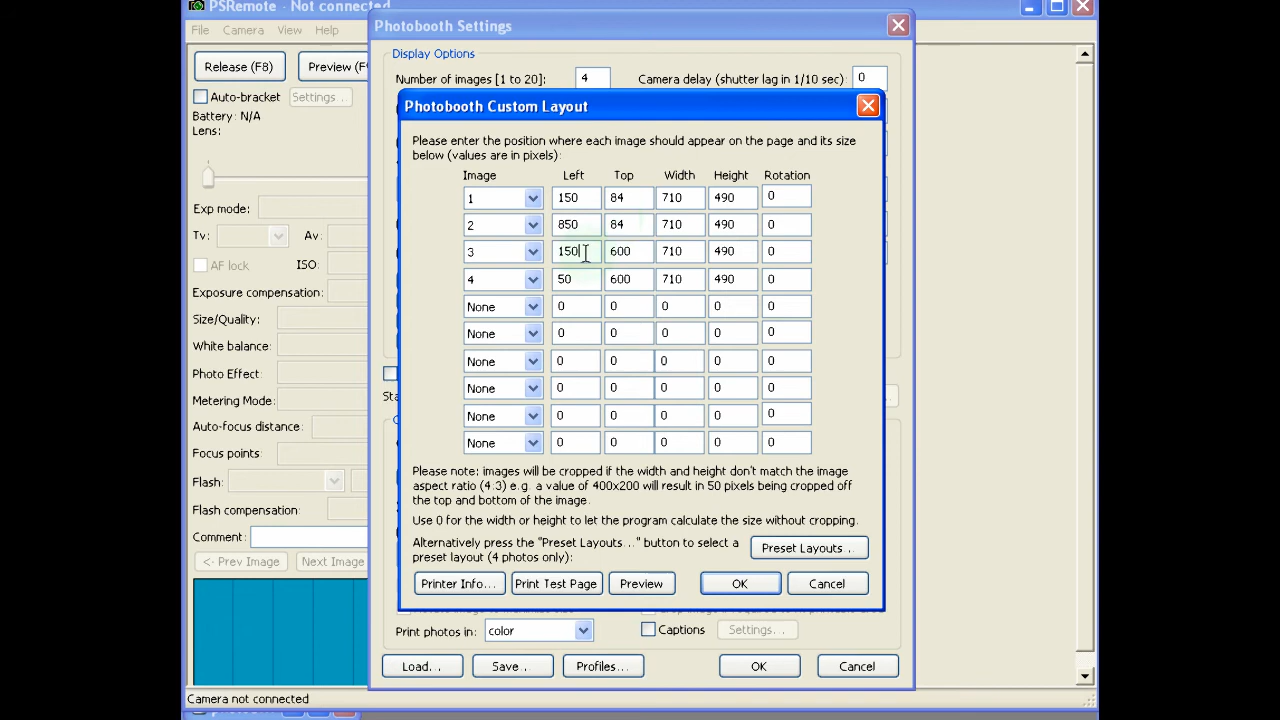 PSRemote - Not connected
File Camera View Help
Release (F8) Preview (F
Auto-bracket Settings...
Battery: N/A
Lens:
Exp mode:
Tv: Av:
AF lock ISO:
Exposure compensation:
Size/Quality:
White balance:
Photo Effect:
Metering Mode:
Auto-focus distance:
Focus points:
Flash:
Flash compensation:
Comment:
<- Prev Image Next Image
Camera not connected
Photobooth Settings
Display Options
Number of images [1 to 20]: 4 Camera delay (shutter lag in 1/10 sec): 0
Photobooth Custom Layout
Please enter the position where each image should appear on the page and its size
below (values are in pixels):
Image Left Top Width Height Rotation
1 150 84 710 490 0
2 850 84 710 490 0
3 150 600 710 490 0
4 50 600 710 490 0
None 0 0 0 0 0
None 0 0 0 0 0
None 0 0 0 0 0
None 0 0 0 0 0
None 0 0 0 0 0
None 0 0 0 0 0
Please note: images will be cropped if the width and height don't match the image
aspect ratio (4:3) e.g. a value of 400x200 will result in 50 pixels being cropped off
the top and bottom of the image.
Use 0 for the width or height to let the program calculate the size without cropping.
Alternatively press the "Preset Layouts..." button to select a
preset layout (4 photos only):
Preset Layouts...
Printer Info... Print Test Page Preview OK Cancel
Print photos in: color Captions Settings...
Load... Save... Profiles... OK Cancel